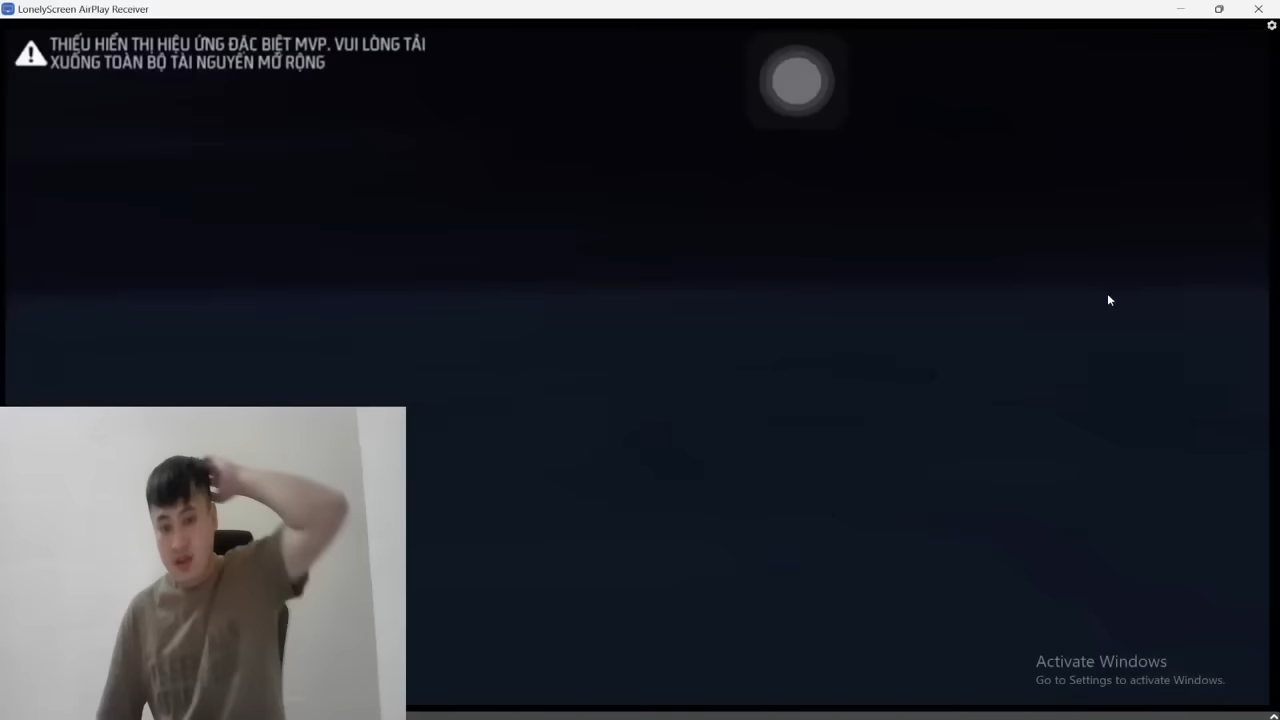 LonelyScreen AirPlay Receiver
THIẾU HIỂN THỊ HIỆU ỨNG ĐẶC BIỆT MVP. VUI LÒNG TẢI
XUỐNG TOÀN BỘ TÀI NGUYÊN MỞ RỘNG
Activate Windows
Go to Settings to activate Windows.